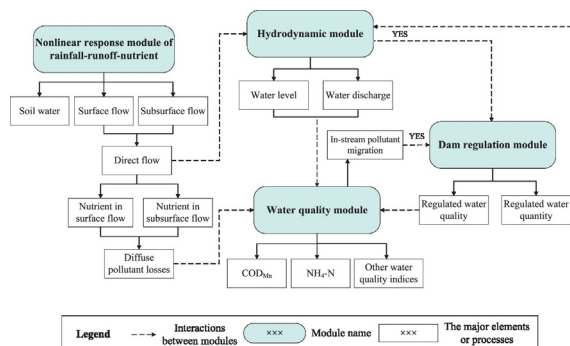 Nonlinear response module of
rainfall-runoff-nutrient
Hydrodynamic module
YES
Soil water
Surface flow
Subsurface flow
Water level
Water discharge
Direct flow
In-stream pollutant
migration
YES
Dam regulation module
Nutrient in
surface flow
Nutrient in
subsurface flow
Water quality module
Regulated water
quality
Regulated water
quantity
Diffuse
pollutant losses
COD_Mn
NH₄-N
Other water
quality indices
Legend
Interactions
between modules
×××
Module name
×××
The major elements
or processes